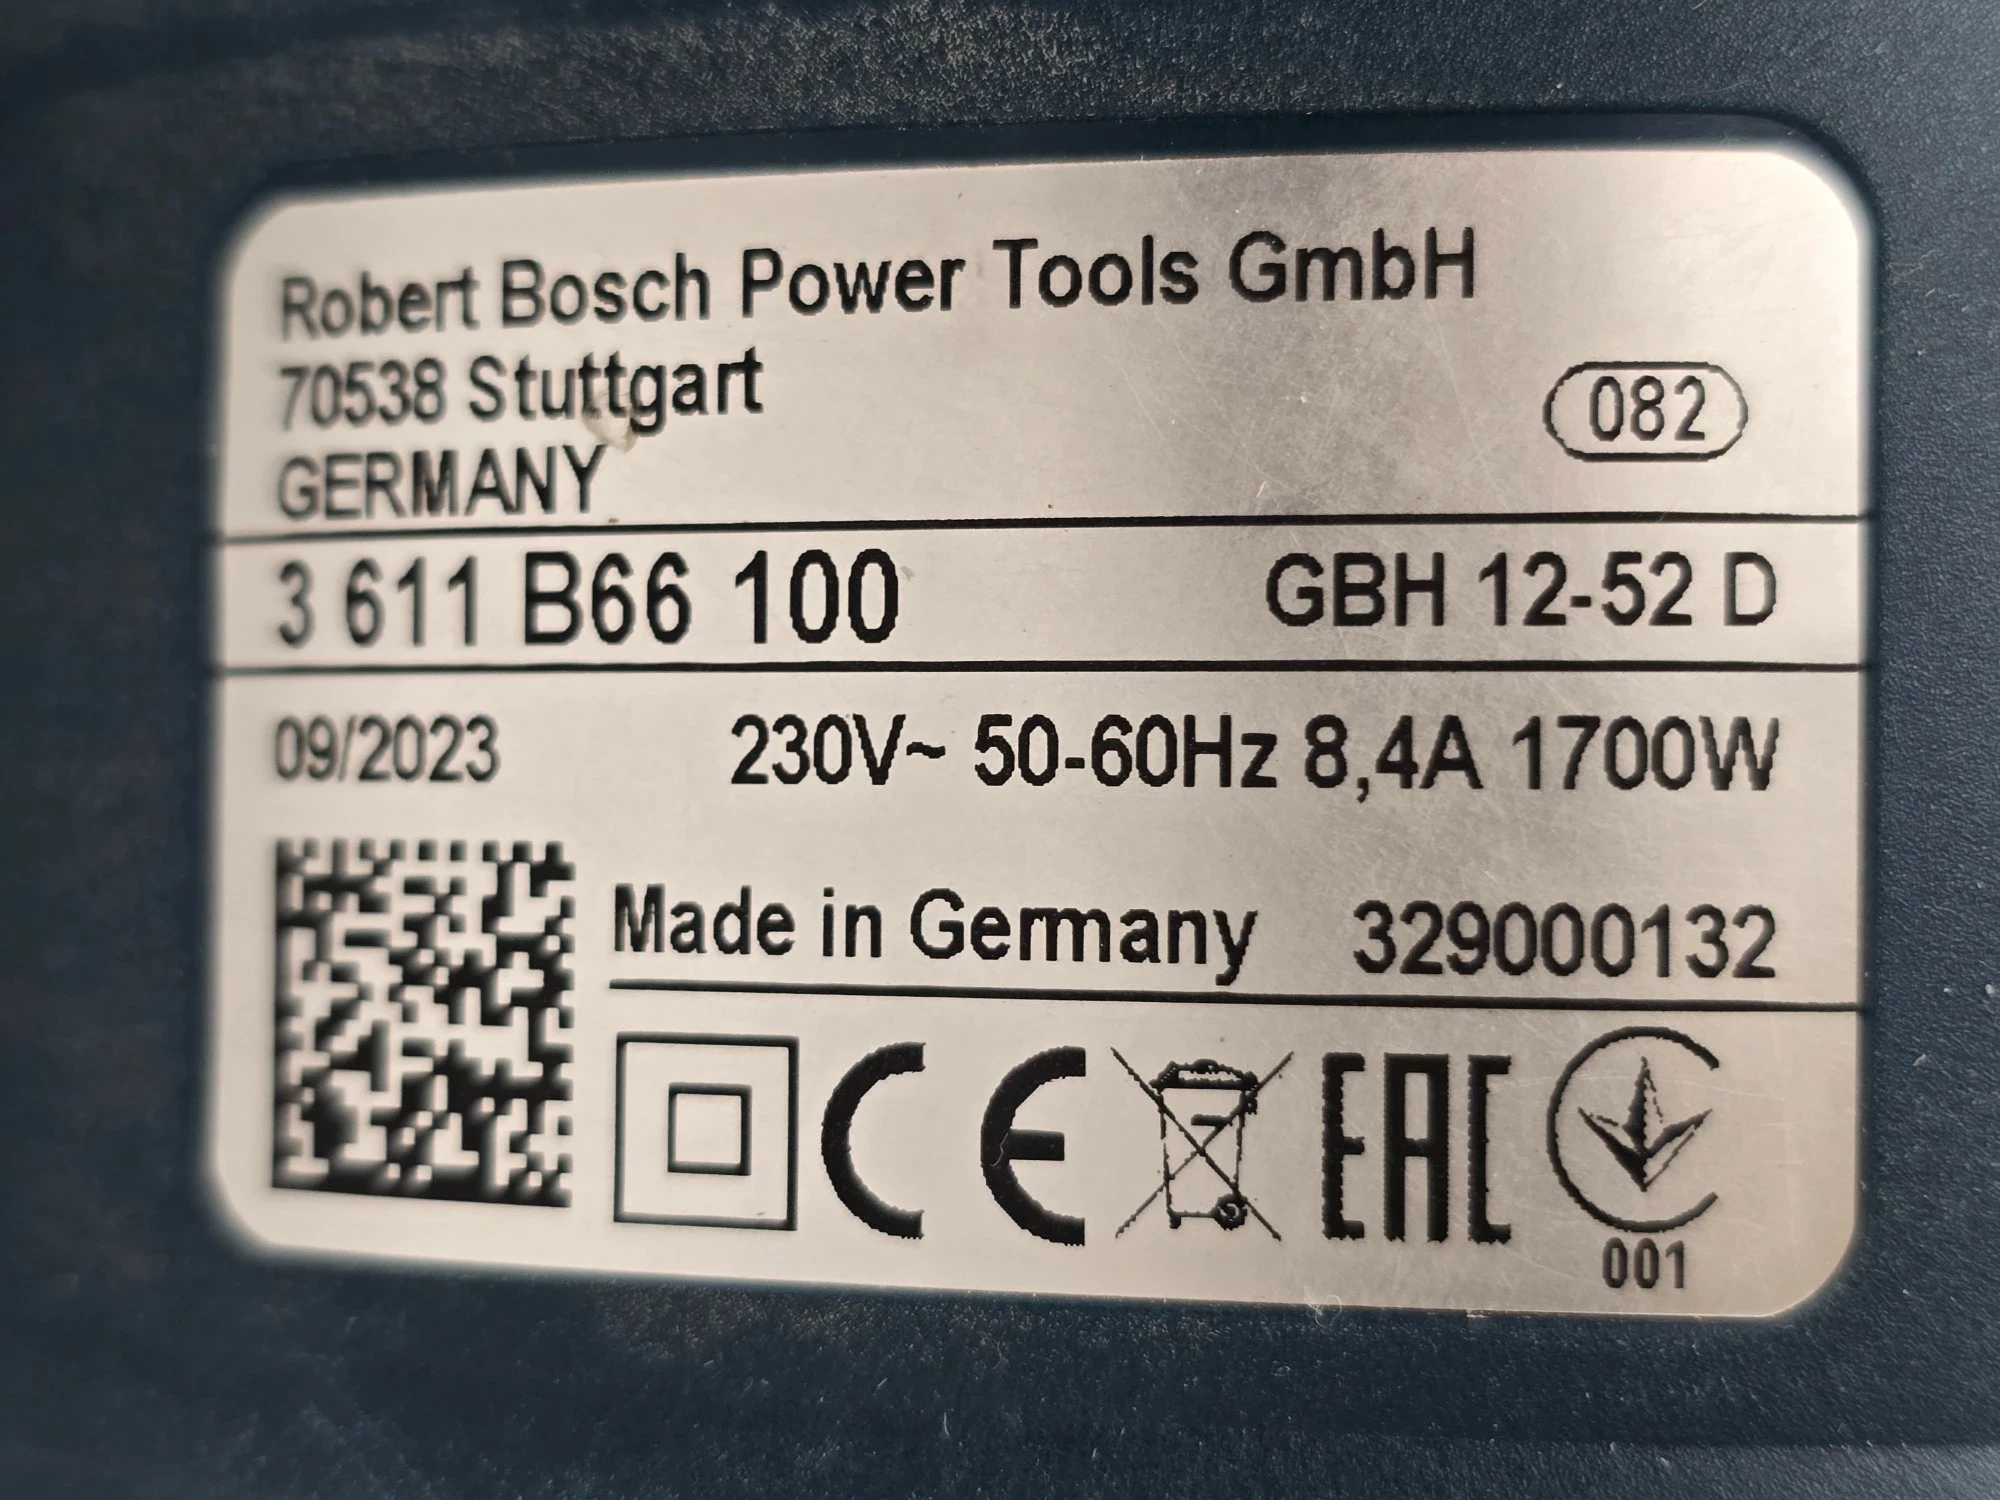 Robert Bosch Power Tools GmbH
70538 Stuttgart
082
GERMANY
3 611 B66 100 GBH 12-52 D
09/2023 230V~ 50-60Hz 8,4A 1700W
Made in Germany 329000132
CE EAC
001